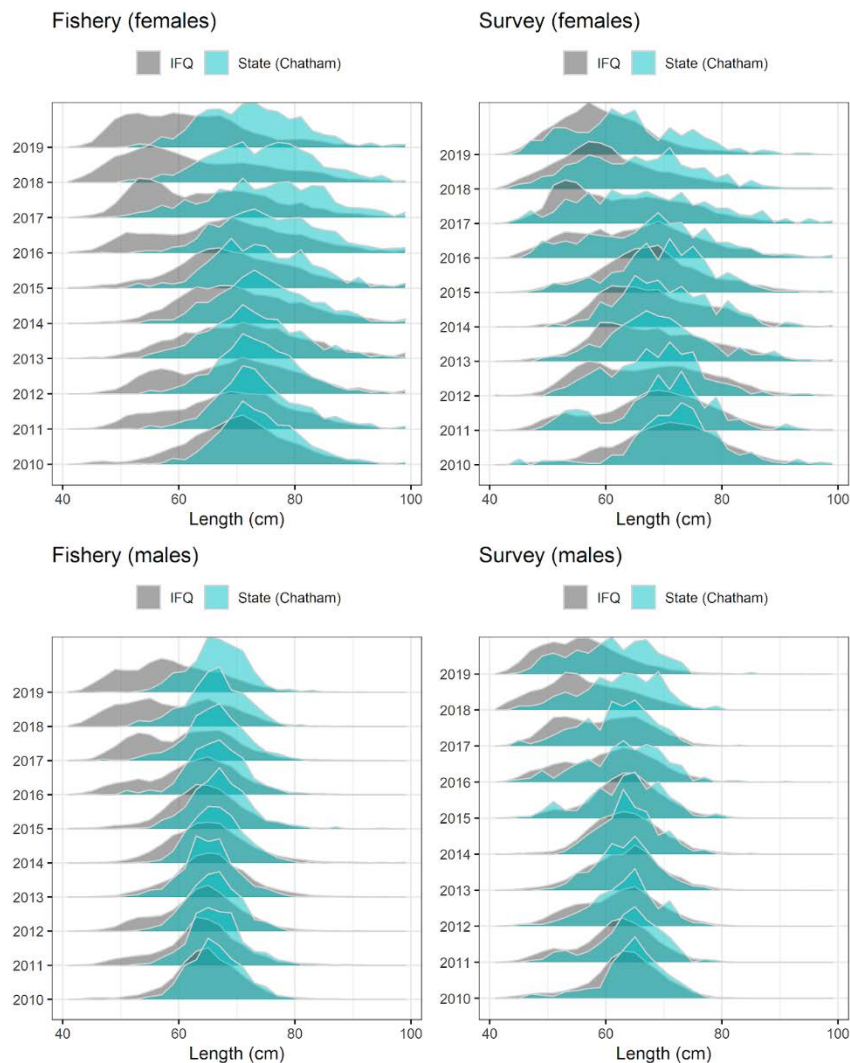 Fishery (females)
IFQ State (Chatham)
2019
2018
2017
2016
2015
2014
2013
2012
2011
2010
40 60 80 100
Length (cm)
Survey (females)
IFQ State (Chatham)
2019
2018
2017
2016
2015
2014
2013
2012
2011
2010
40 60 80 100
Length (cm)
Fishery (males)
IFQ State (Chatham)
2019
2018
2017
2016
2015
2014
2013
2012
2011
2010
40 60 80 100
Length (cm)
Survey (males)
IFQ State (Chatham)
2019
2018
2017
2016
2015
2014
2013
2012
2011
2010
40 60 80 100
Length (cm)